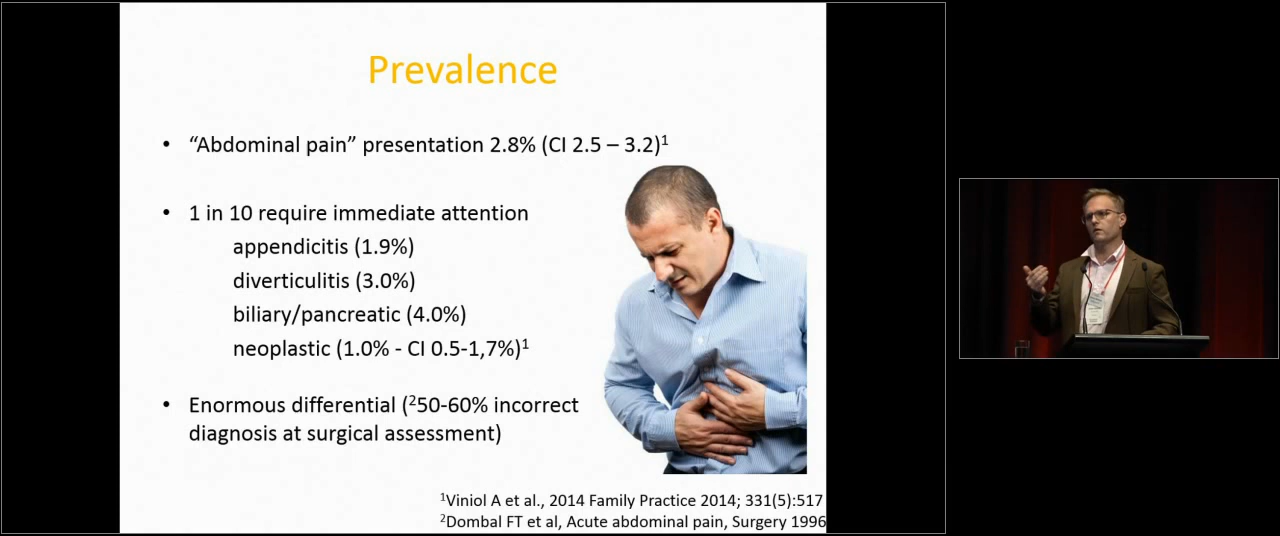 Prevalence
• “Abdominal pain” presentation 2.8% (CI 2.5 – 3.2)¹
• 1 in 10 require immediate attention
appendicitis (1.9%)
diverticulitis (3.0%)
biliary/pancreatic (4.0%)
neoplastic (1.0% - CI 0.5-1,7%)¹
• Enormous differential (²50-60% incorrect
diagnosis at surgical assessment)
¹Viniol A et al., 2014 Family Practice 2014; 331(5):517
²Dombal FT et al, Acute abdominal pain, Surgery 1996